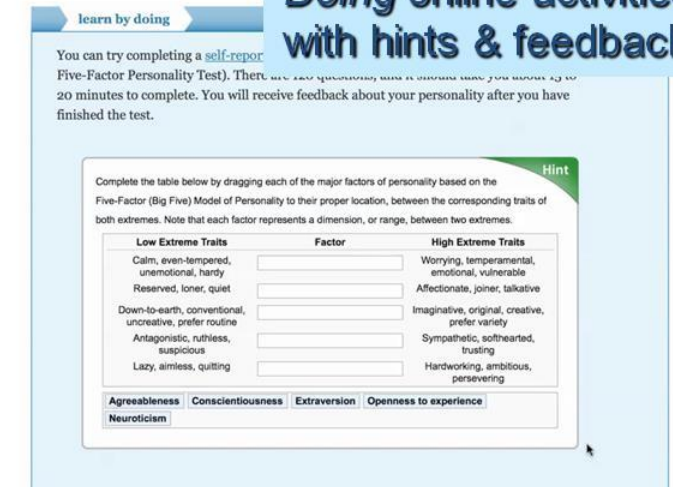 Doing online activities
with hints & feedback
learn by doing
You can try completing a self-repor
Five-Factor Personality Test). There are 120 questions, and it should take you about 15 to
20 minutes to complete. You will receive feedback about your personality after you have
finished the test.
Hint
Complete the table below by dragging each of the major factors of personality based on the
Five-Factor (Big Five) Model of Personality to their proper location, between the corresponding traits of
both extremes. Note that each factor represents a dimension, or range, between two extremes.
Low Extreme Traits Factor High Extreme Traits
Calm, even-tempered, Worrying, temperamental,
unemotional, hardy emotional, vulnerable
Reserved, loner, quiet Affectionate, joiner, talkative
Down-to-earth, conventional, Imaginative, original, creative,
uncreative, prefer routine prefer variety
Antagonistic, ruthless, Sympathetic, softhearted,
suspicious trusting
Lazy, aimless, quitting Hardworking, ambitious,
persevering
Agreeableness Conscientiousness Extraversion Openness to experience
Neuroticism